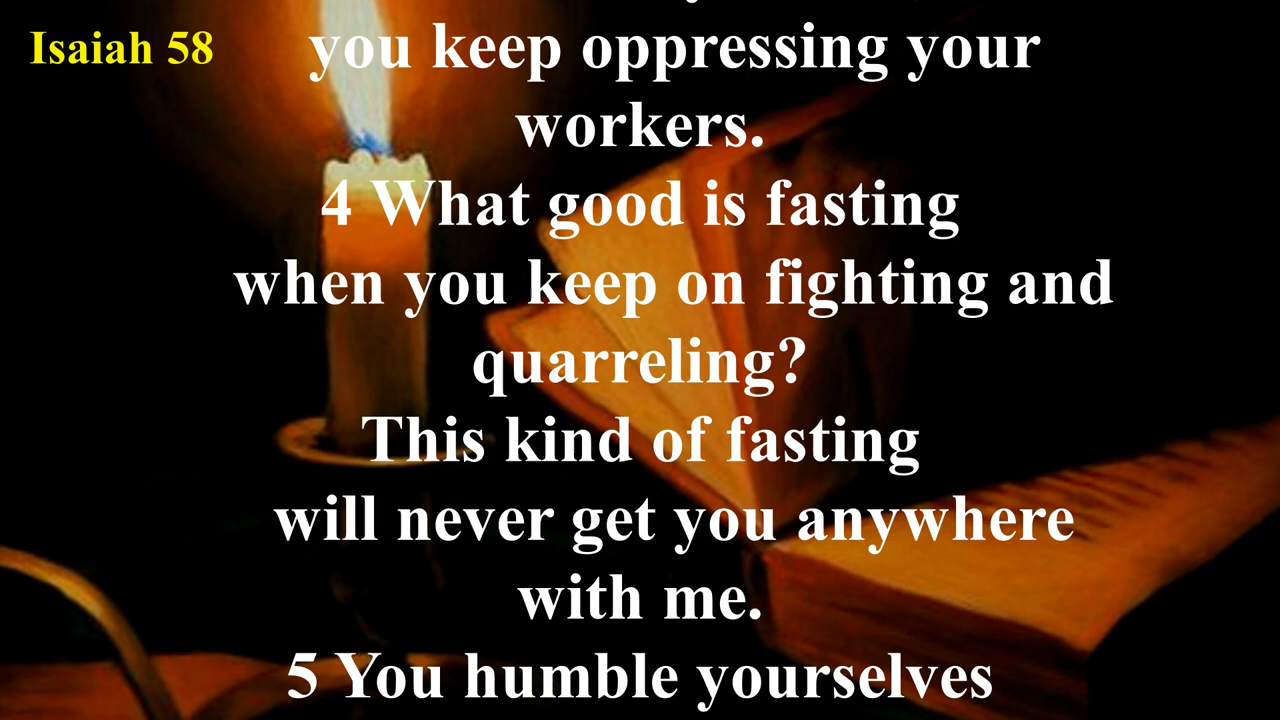 Isaiah 58
you keep oppressing your
workers.
4 What good is fasting
when you keep on fighting and
quarreling?
This kind of fasting
will never get you anywhere
with me.
5 You humble yourselves